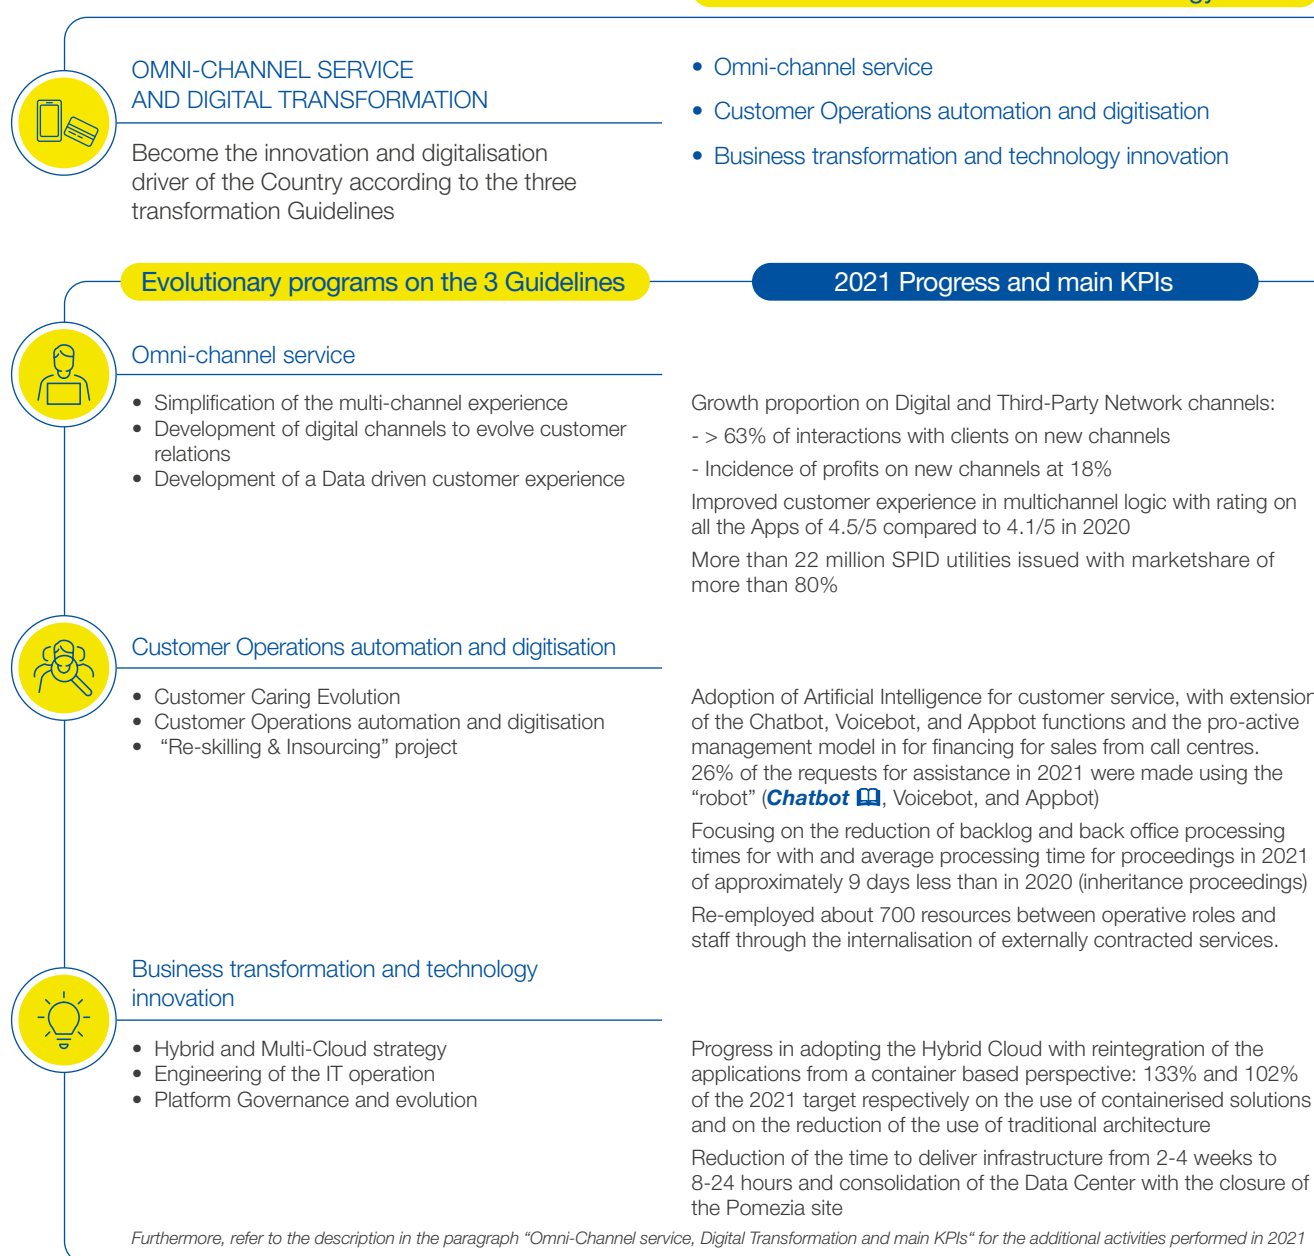 OMNI-CHANNEL SERVICE
AND DIGITAL TRANSFORMATION
Become the innovation and digitalisation
driver of the Country according to the three
transformation Guidelines
• Omni-channel service
• Customer Operations automation and digitisation
• Business transformation and technology innovation
Evolutionary programs on the 3 Guidelines
2021 Progress and main KPIs
Omni-channel service
• Simplification of the multi-channel experience
• Development of digital channels to evolve customer
relations
• Development of a Data driven customer experience
Growth proportion on Digital and Third-Party Network channels:
- > 63% of interactions with clients on new channels
- Incidence of profits on new channels at 18%
Improved customer experience in multichannel logic with rating on
all the Apps of 4.5/5 compared to 4.1/5 in 2020
More than 22 million SPID utilities issued with marketshare of
more than 80%
Customer Operations automation and digitisation
• Customer Caring Evolution
• Customer Operations automation and digitisation
• “Re-skilling & Insourcing” project
Adoption of Artificial Intelligence for customer service, with extension
of the Chatbot, Voicebot, and Appbot functions and the pro-active
management model in for financing for sales from call centres.
26% of the requests for assistance in 2021 were made using the
“robot” (Chatbot , Voicebot, and Appbot)
Focusing on the reduction of backlog and back office processing
times for with and average processing time for proceedings in 2021
of approximately 9 days less than in 2020 (inheritance proceedings)
Re-employed about 700 resources between operative roles and
staff through the internalisation of externally contracted services.
Business transformation and technology
innovation
• Hybrid and Multi-Cloud strategy
• Engineering of the IT operation
• Platform Governance and evolution
Progress in adopting the Hybrid Cloud with reintegration of the
applications from a container based perspective: 133% and 102%
of the 2021 target respectively on the use of containerised solutions
and on the reduction of the use of traditional architecture
Reduction of the time to deliver infrastructure from 2-4 weeks to
8-24 hours and consolidation of the Data Center with the closure of
the Pomezia site
Furthermore, refer to the description in the paragraph “Omni-Channel service, Digital Transformation and main KPIs“ for the additional activities performed in 2021